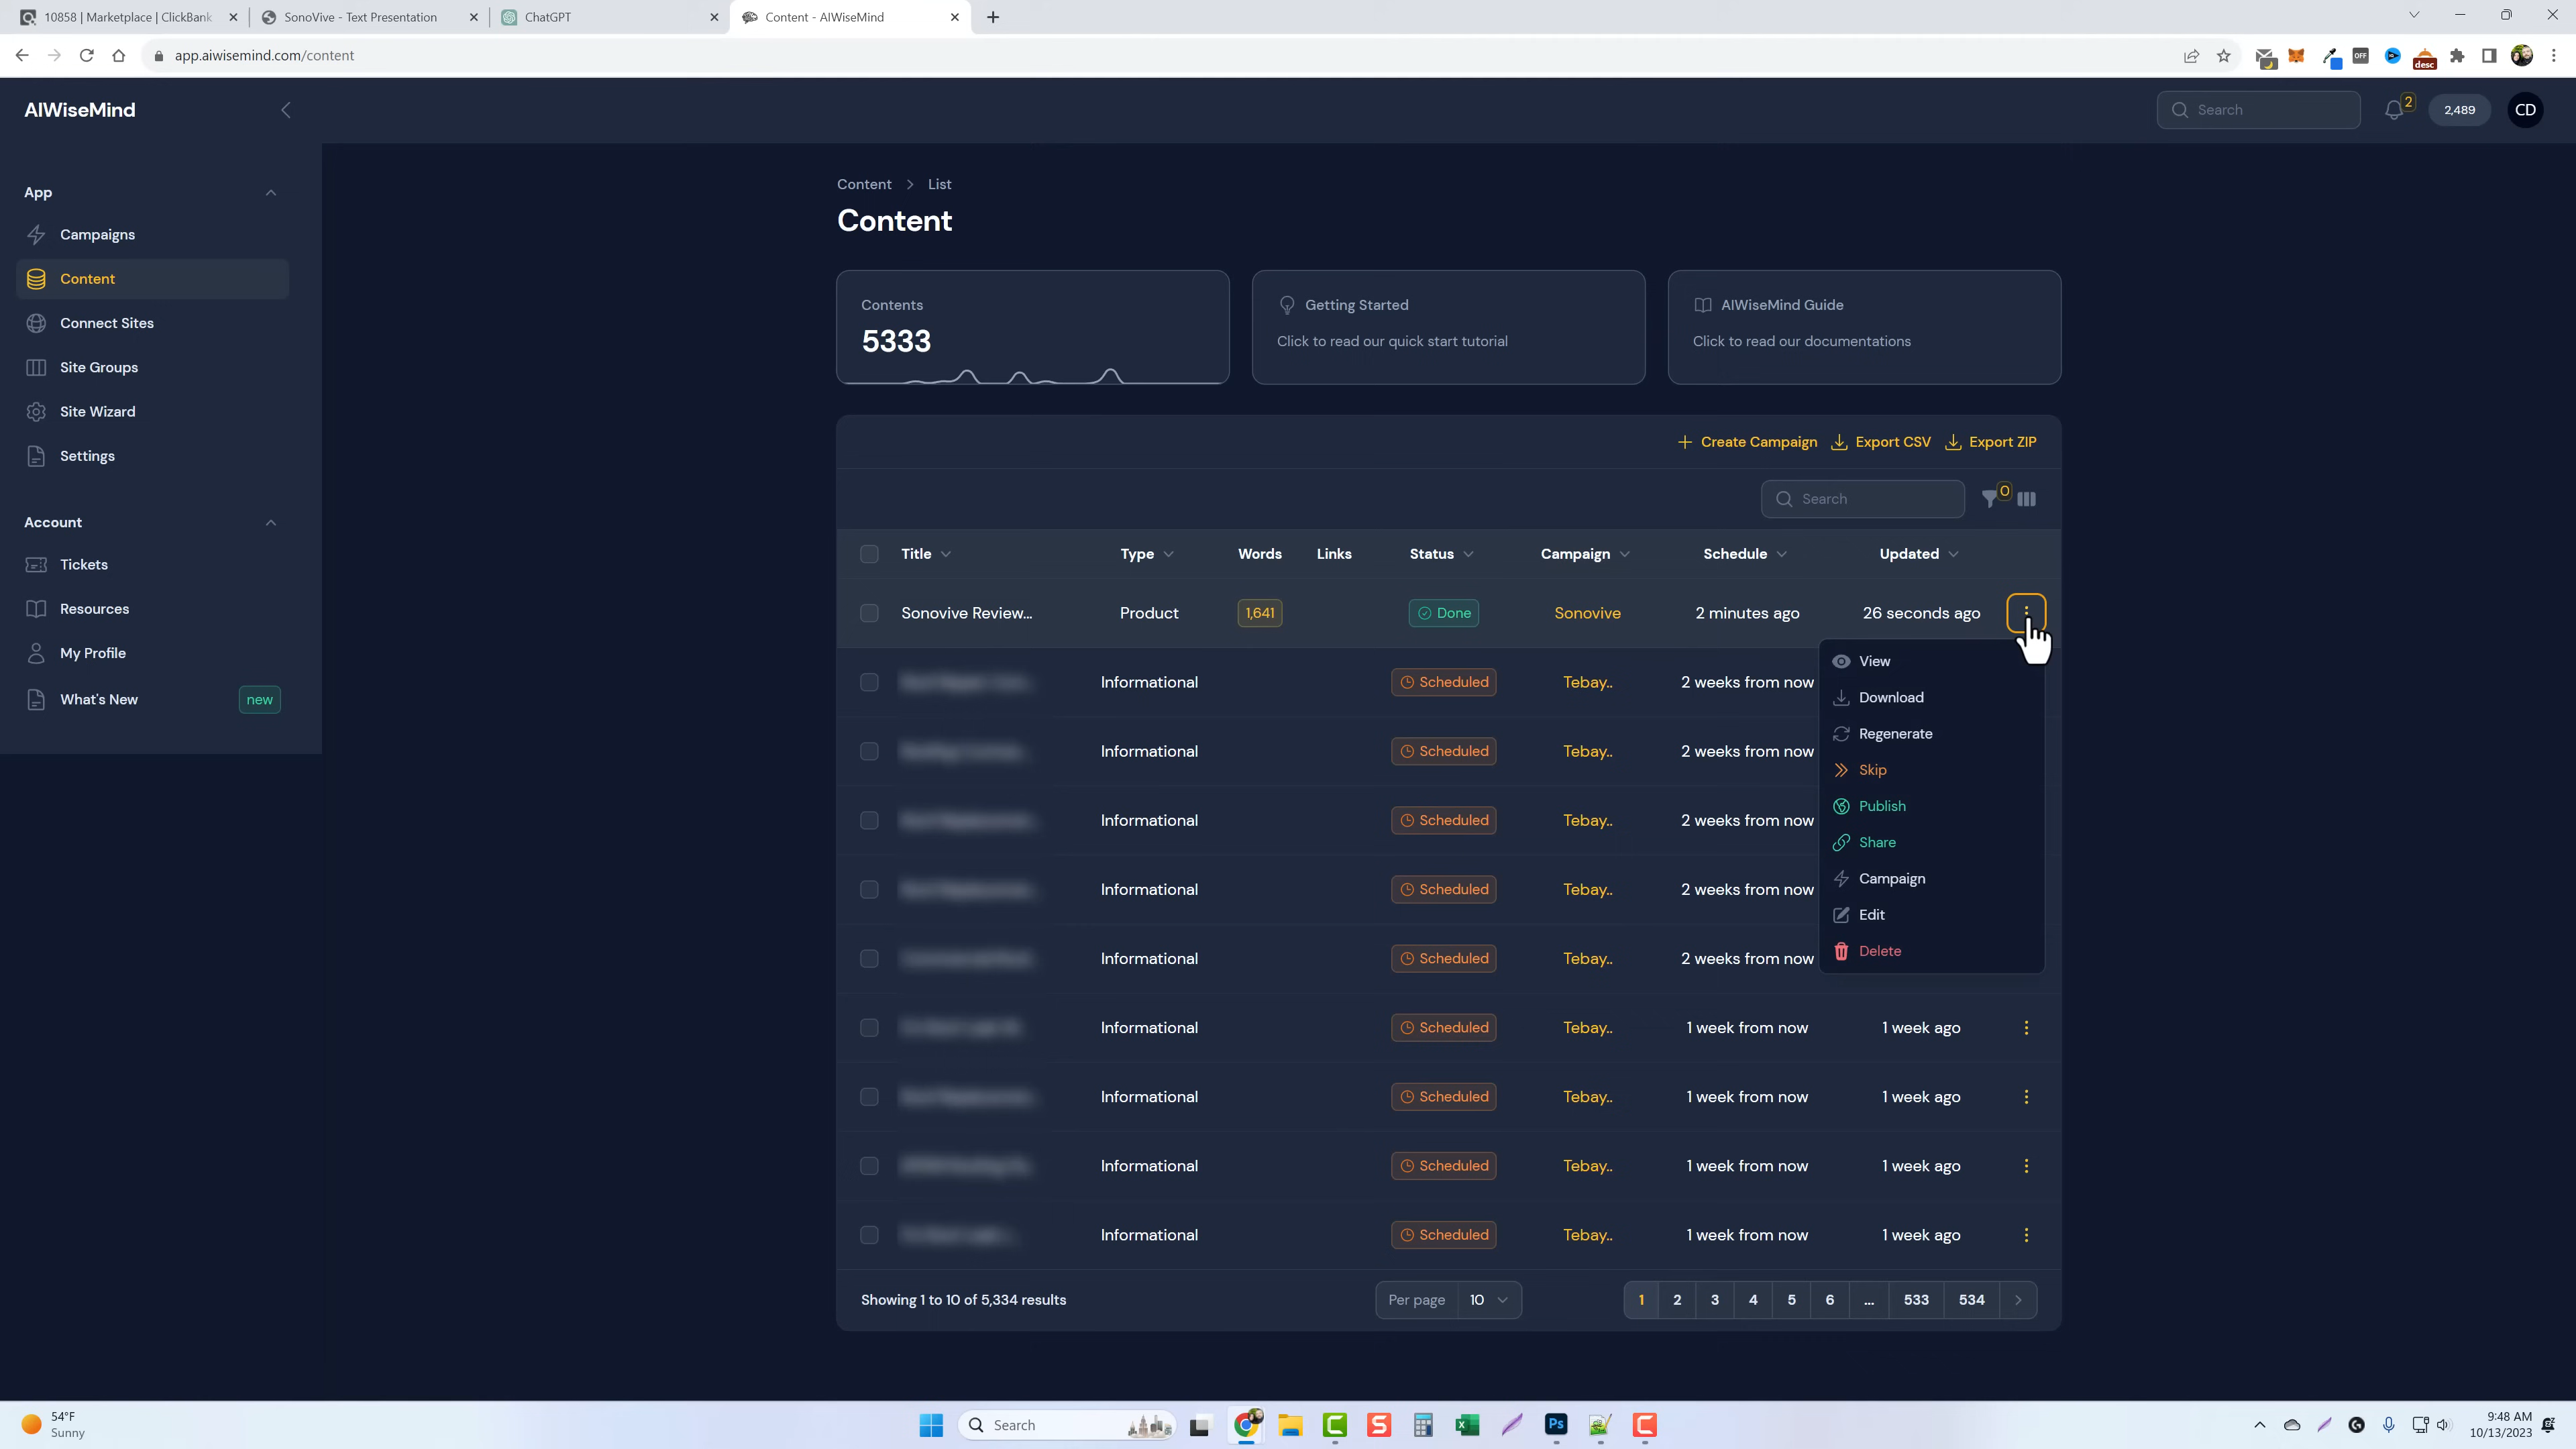 10858 | Marketplace | ClickBank
SonoVive - Text Presentation
ChatGPT
Content - AIWiseMind
app.aiwisemind.com/content
OFF
desc
AIWiseMind
Search
2
2,489
CD
App
Campaigns
Content
Connect Sites
Site Groups
Site Wizard
Settings
Account
Tickets
Resources
My Profile
What's New
new
Content > List
Content
Contents
5333
Getting Started
Click to read our quick start tutorial
AIWiseMind Guide
Click to read our documentations
Create Campaign
Export CSV
Export ZIP
Search
0
Title Type Words Links Status Campaign Schedule Updated
Sonovive Review... Product 1,641 Done Sonovive 2 minutes ago 26 seconds ago
Informational Scheduled Tebay.. 2 weeks from now
Informational Scheduled Tebay.. 2 weeks from now
Informational Scheduled Tebay.. 2 weeks from now
Informational Scheduled Tebay.. 2 weeks from now
Informational Scheduled Tebay.. 2 weeks from now
Informational Scheduled Tebay.. 1 week from now 1 week ago
Informational Scheduled Tebay.. 1 week from now 1 week ago
Informational Scheduled Tebay.. 1 week from now 1 week ago
Informational Scheduled Tebay.. 1 week from now 1 week ago
View
Download
Regenerate
Skip
Publish
Share
Campaign
Edit
Delete
Showing 1 to 10 of 5,334 results
Per page 10
1 2 3 4 5 6 ... 533 534
54°F
Sunny
Search
Ps
9:48 AM
10/13/2023